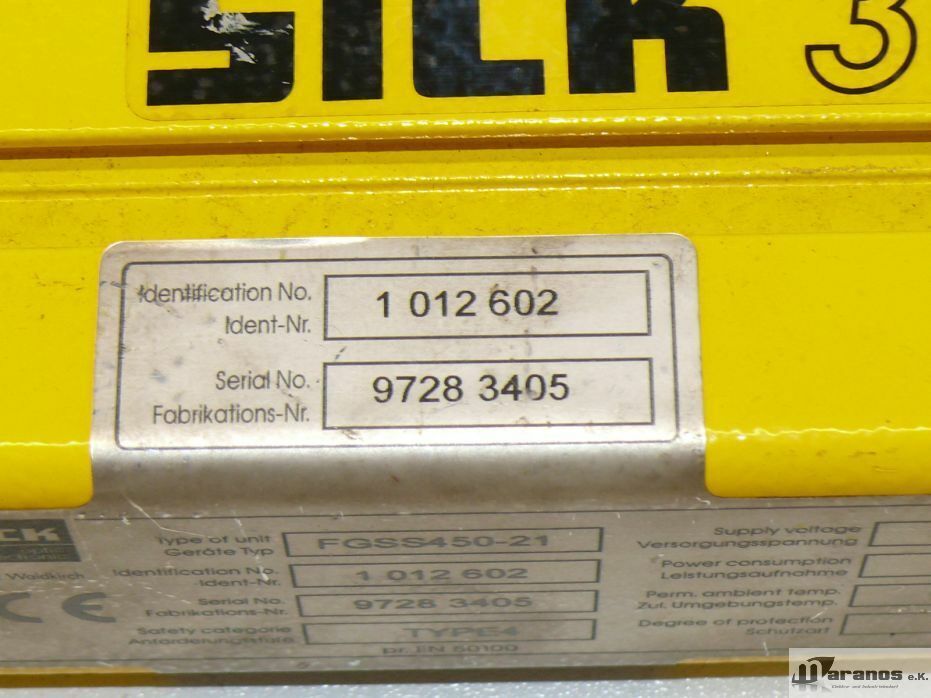 SICK 3
Identification No.
Ident-Nr.
1 012 602
Serial No.
Fabrikations-Nr.
9728 3405
Type of unit
Geräte Typ
FGSS450-21
Identification No.
Ident-Nr.
1 012 602
Serial No.
Fabrikations-Nr.
9728 3405
Safety categorie
Anforderungsstufe
TYPE4
pr. EN 50100
ICK
Waldkirch
CE
Supply voltage
Versorgungsspannung
Power consumption
Leistungsaufnahme
Perm. ambient temp.
Zul. Umgebungstemp.
Degree of protection
Schutzart
maranos e.K.